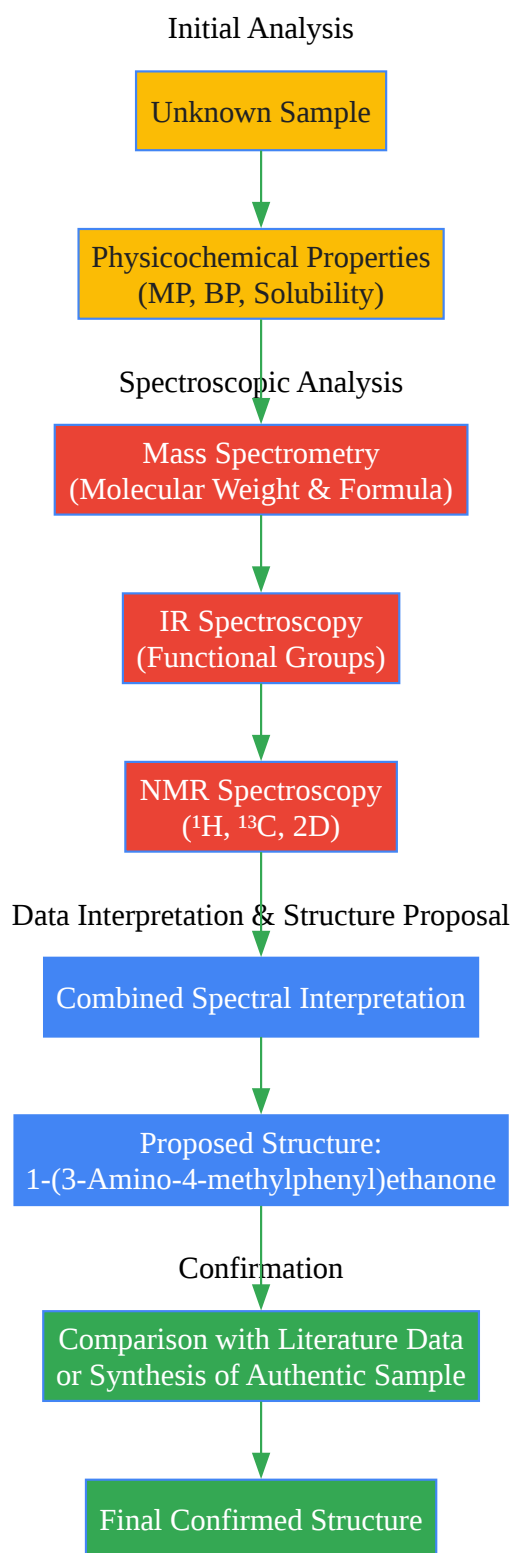 Initial Analysis
Unknown Sample
Physicochemical Properties
(MP, BP, Solubility)
Spectroscopic Analysis
Mass Spectrometry
(Molecular Weight & Formula)
IR Spectroscopy
(Functional Groups)
NMR Spectroscopy
(¹H, ¹³C, 2D)
Data Interpretation & Structure Proposal
Combined Spectral Interpretation
Proposed Structure:
1-(3-Amino-4-methylphenyl)ethanone
Confirmation
Comparison with Literature Data
or Synthesis of Authentic Sample
Final Confirmed Structure